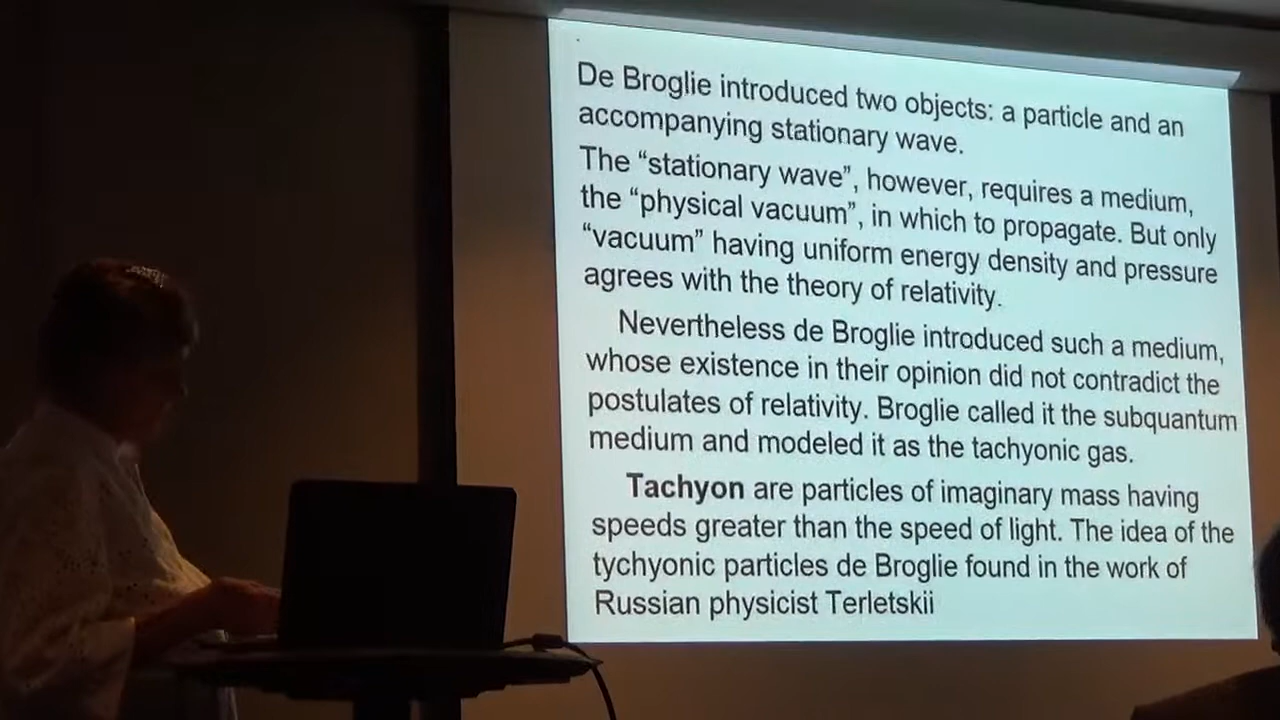 De Broglie introduced two objects: a particle and an
accompanying stationary wave.
The “stationary wave”, however, requires a medium,
the “physical vacuum”, in which to propagate. But only
“vacuum” having uniform energy density and pressure
agrees with the theory of relativity.
Nevertheless de Broglie introduced such a medium,
whose existence in their opinion did not contradict the
postulates of relativity. Broglie called it the subquantum
medium and modeled it as the tachyonic gas.
Tachyon are particles of imaginary mass having
speeds greater than the speed of light. The idea of the
tychyonic particles de Broglie found in the work of
Russian physicist Terletskii